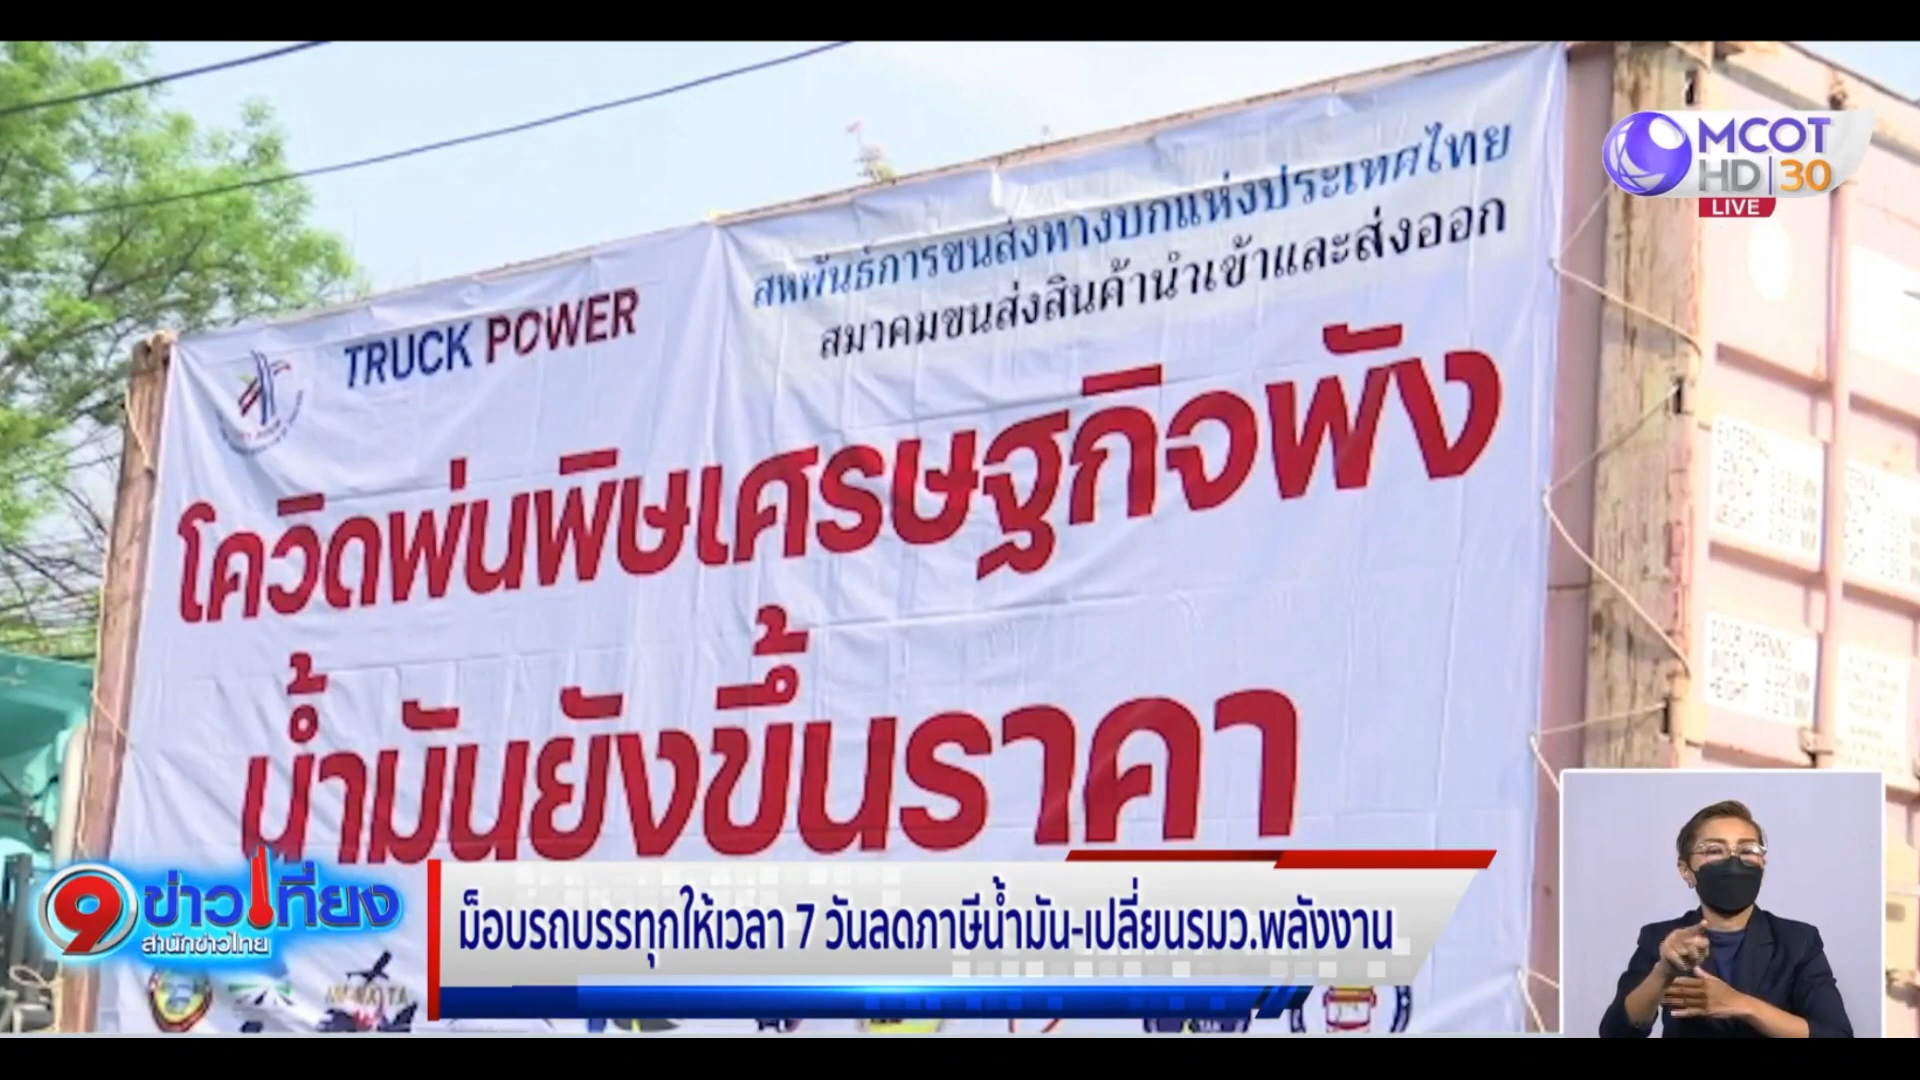 MCOT
HD 30
LIVE
สหพันธ์การขนส่งทางบกแห่งประเทศไทย
สมาคมขนส่งสินค้านำเข้าและส่งออก
TRUCK POWER
โควิดพ่นพิษเศรษฐกิจพัง
น้ำมันยังขึ้นราคา
9 ข่าวเที่ยง
สำนักข่าวไทย
ม็อบรถบรรทุกให้เวลา 7 วันลดภาษีน้ำมัน-เปลี่ยนรมว.พลังงาน
DOOR OPENING
WIDTH
HEIGHT